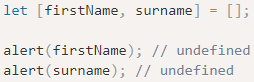 let [firstName, surname] = [];
alert(firstName); // undefined
alert(surname); // undefined